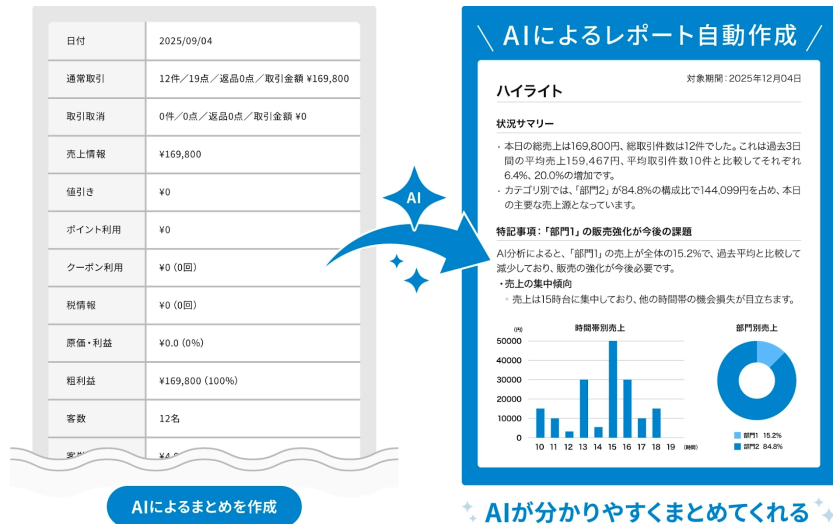 日付 2025/09/04
通常取引 12件／19点／返品0点／取引金額 ¥169,800
取引取消 0件／0点／返品0点／取引金額 ¥0
売上情報 ¥169,800
値引き ¥0
ポイント利用 ¥0
クーポン利用 ¥0 (0回)
税情報 ¥0 (0回)
原価・利益 ¥0.0 (0%)
粗利益 ¥169,800 (100%)
客数 12名
AIによるまとめを作成
AI
AIによるレポート自動作成
対象期間：2025年12月04日
ハイライト
状況サマリー
・本日の総売上は169,800円、総取引件数は12件でした。これは過去3日
間の平均売上159,467円、平均取引件数10件と比較してそれぞれ
6.4%、20.0%の増加です。
・カテゴリ別では、「部門2」が84.8%の構成比で144,099円を占め、本日
の主要な売上源となっています。
特記事項：「部門1」の販売強化が今後の課題
AI分析によると、「部門1」の売上が全体の15.2%で、過去平均と比較して
減少しており、販売の強化が今後必要です。
・売上の集中傾向
◦ 売上は15時台に集中しており、他の時間帯の機会損失が目立ちます。
(円) 時間帯別売上
50000
40000
30000
20000
10000
0
10 11 12 13 14 15 16 17 18 19 (時間)
部門別売上
部門1 15.2%
部門2 84.8%
AIが分かりやすくまとめてくれる